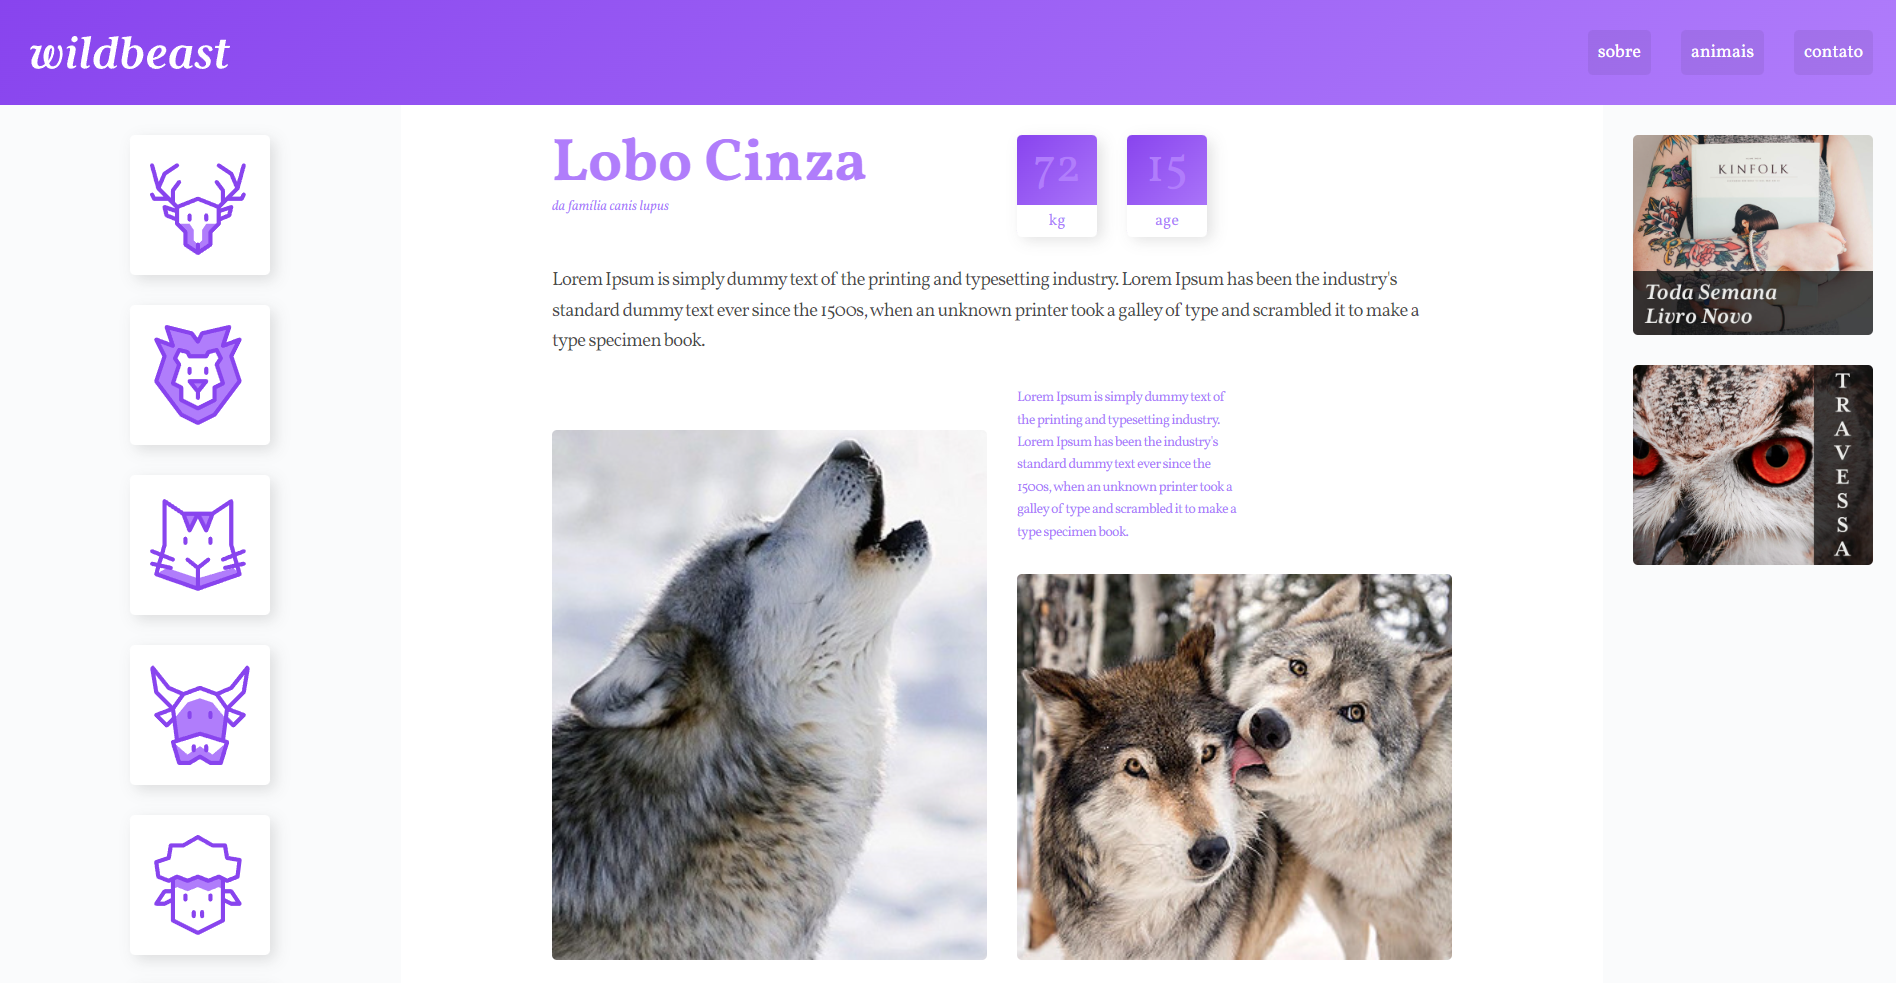 wildbeast
sobre
animais
contato
Lobo Cinza
da família canis lupus
72
kg
15
age
Lorem Ipsum is simply dummy text of the printing and typesetting industry. Lorem Ipsum has been the industry's
standard dummy text ever since the 1500s, when an unknown printer took a galley of type and scrambled it to make a
type specimen book.
Lorem Ipsum is simply dummy text of
the printing and typesetting industry.
Lorem Ipsum has been the industry's
standard dummy text ever since the
1500s, when an unknown printer took a
galley of type and scrambled it to make a
type specimen book.
KINFOLK
Toda Semana
Livro Novo
TRAVESSA